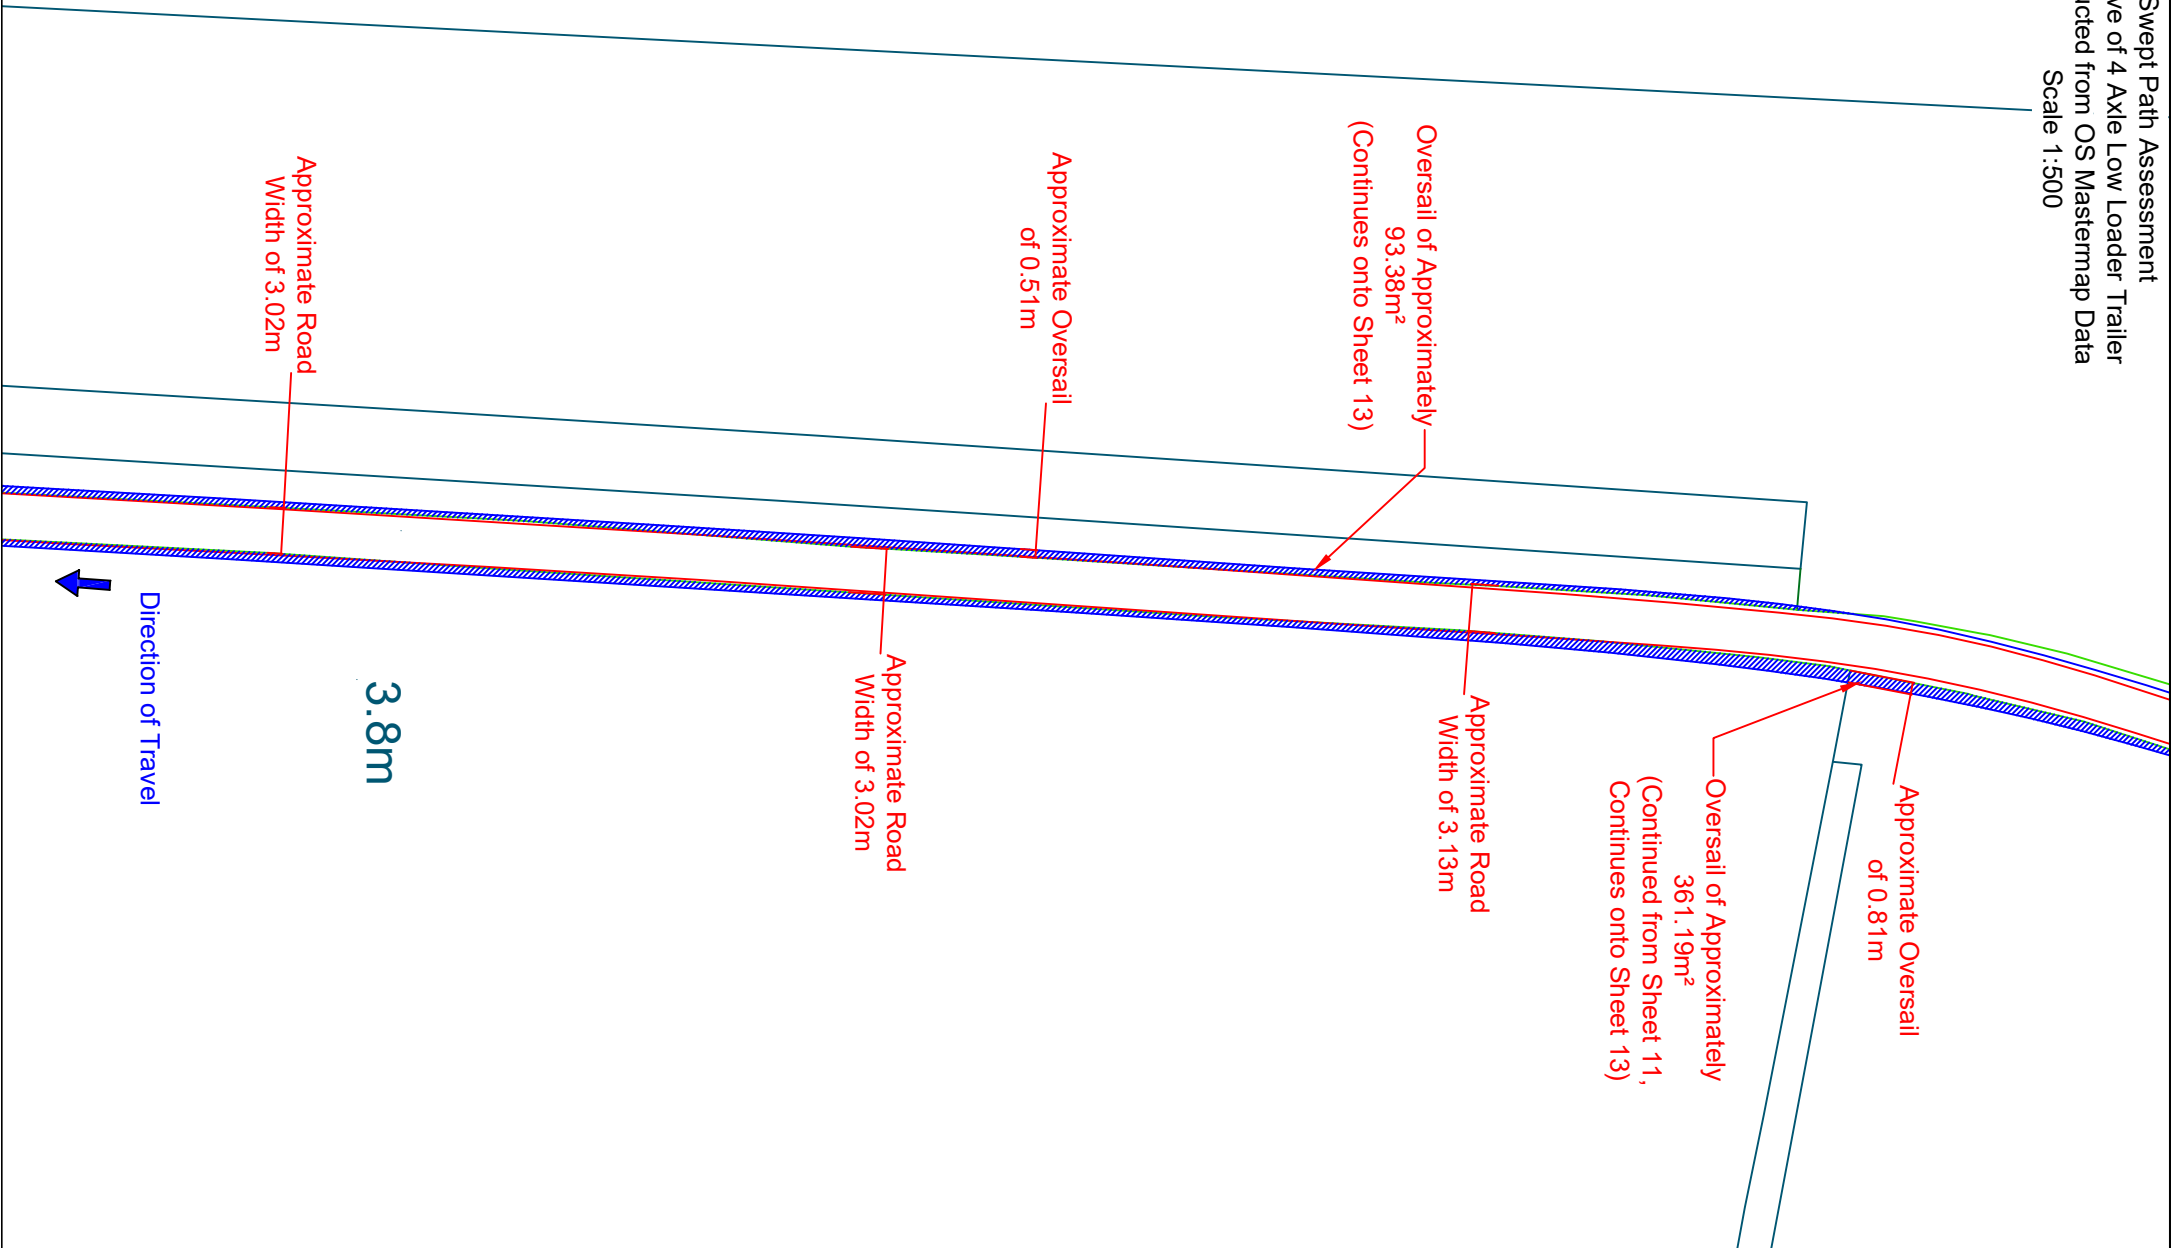 Swept Path Assessment
of 4 Axle Low Loader Trailer
from OS Mastermap Data
Scale 1:500
Approximate Oversail
of 0.81m
Oversail of Approximately
361.19m²
(Continued from Sheet 11,
Continues onto Sheet 13)
Approximate Road
Width of 3.13m
Oversail of Approximately
93.38m²
(Continues onto Sheet 13)
Approximate Oversail
of 0.51m
Approximate Road
Width of 3.02m
3.8m
Approximate Road
Width of 3.02m
Direction of Travel